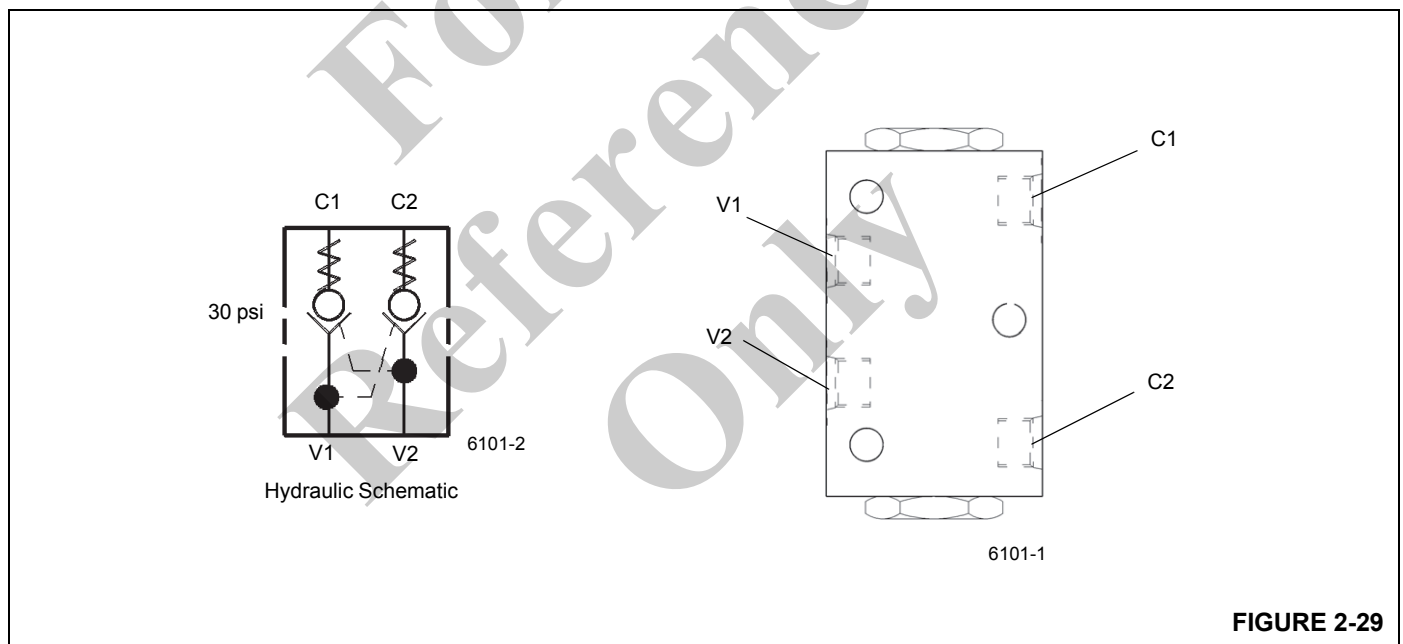 For
Reference
Only
C1 C2
30 psi
V1 V2
6101-2
Hydraulic Schematic
C1
V1
V2
C2
6101-1
FIGURE 2-29